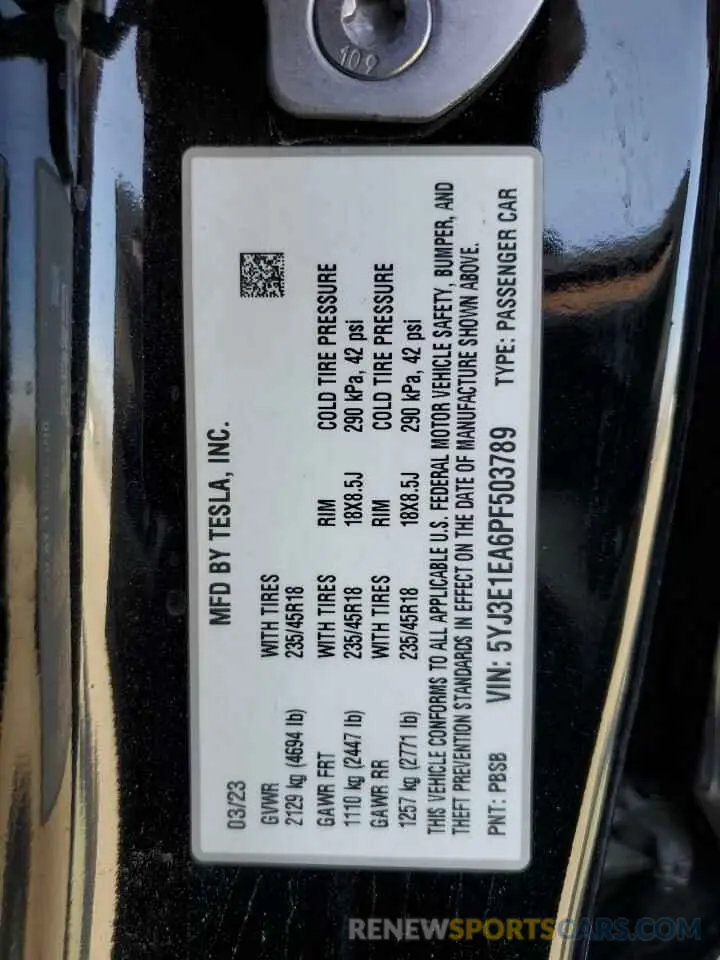 109
MFD BY TESLA, INC.
03/23
GVWR WITH TIRES
2129 kg (4694 lb) 235/45R18
GAWR FRT WITH TIRES RIM COLD TIRE PRESSURE
1110 kg (2447 lb) 235/45R18 18X8.5J 290 kPa, 42 psi
GAWR RR WITH TIRES RIM COLD TIRE PRESSURE
1257 kg (2771 lb) 235/45R18 18X8.5J 290 kPa, 42 psi
THIS VEHICLE CONFORMS TO ALL APPLICABLE U.S. FEDERAL MOTOR VEHICLE SAFETY, BUMPER, AND
THEFT PREVENTION STANDARDS IN EFFECT ON THE DATE OF MANUFACTURE SHOWN ABOVE.
PNT: PBSB VIN: 5YJ3E1EA6PF503789 TYPE: PASSENGER CAR
RENEWSPORTSCARS.COM